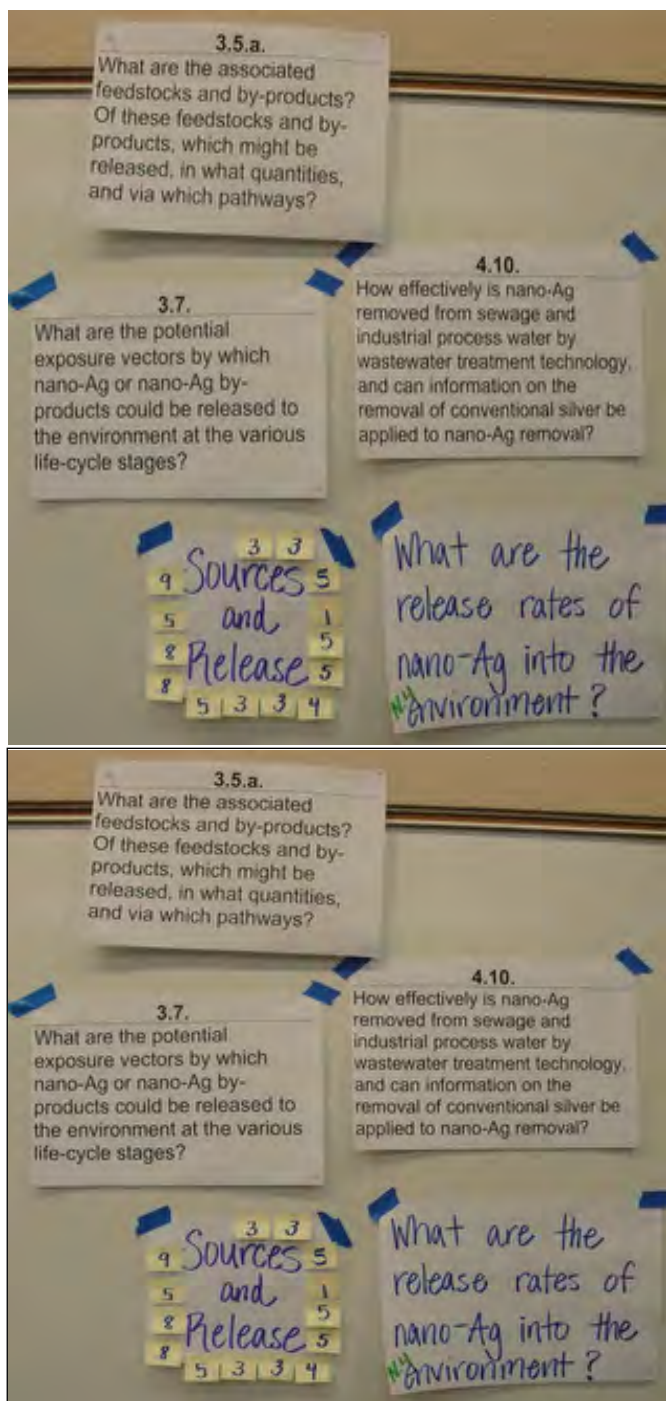 3.5.a.
What are the associated
feedstocks and by-products?
Of these feedstocks and by-
products, which might be
released, in what quantities,
and via which pathways?
3.7.
What are the potential
exposure vectors by which
nano-Ag or nano-Ag by-
products could be released to
the environment at the various
life-cycle stages?
4.10.
How effectively is nano-Ag
removed from sewage and
industrial process water by
wastewater treatment technology,
and can information on the
removal of conventional silver be
applied to nano-Ag removal?
3 3
9 Sources 5
5 and 1
8 5
8 Release 5
5 3 3 4
What are the
release rates of
nano-Ag into the
environment?
3.5.a.
What are the associated
feedstocks and by-products?
Of these feedstocks and by-
products, which might be
released, in what quantities,
and via which pathways?
3.7.
What are the potential
exposure vectors by which
nano-Ag or nano-Ag by-
products could be released to
the environment at the various
life-cycle stages?
4.10.
How effectively is nano-Ag
removed from sewage and
industrial process water by
wastewater treatment technology,
and can information on the
removal of conventional silver be
applied to nano-Ag removal?
3 3
9 Sources 5
5 and 1
8 5
8 Release 5
5 3 3 4
What are the
release rates of
nano-Ag into the
environment?